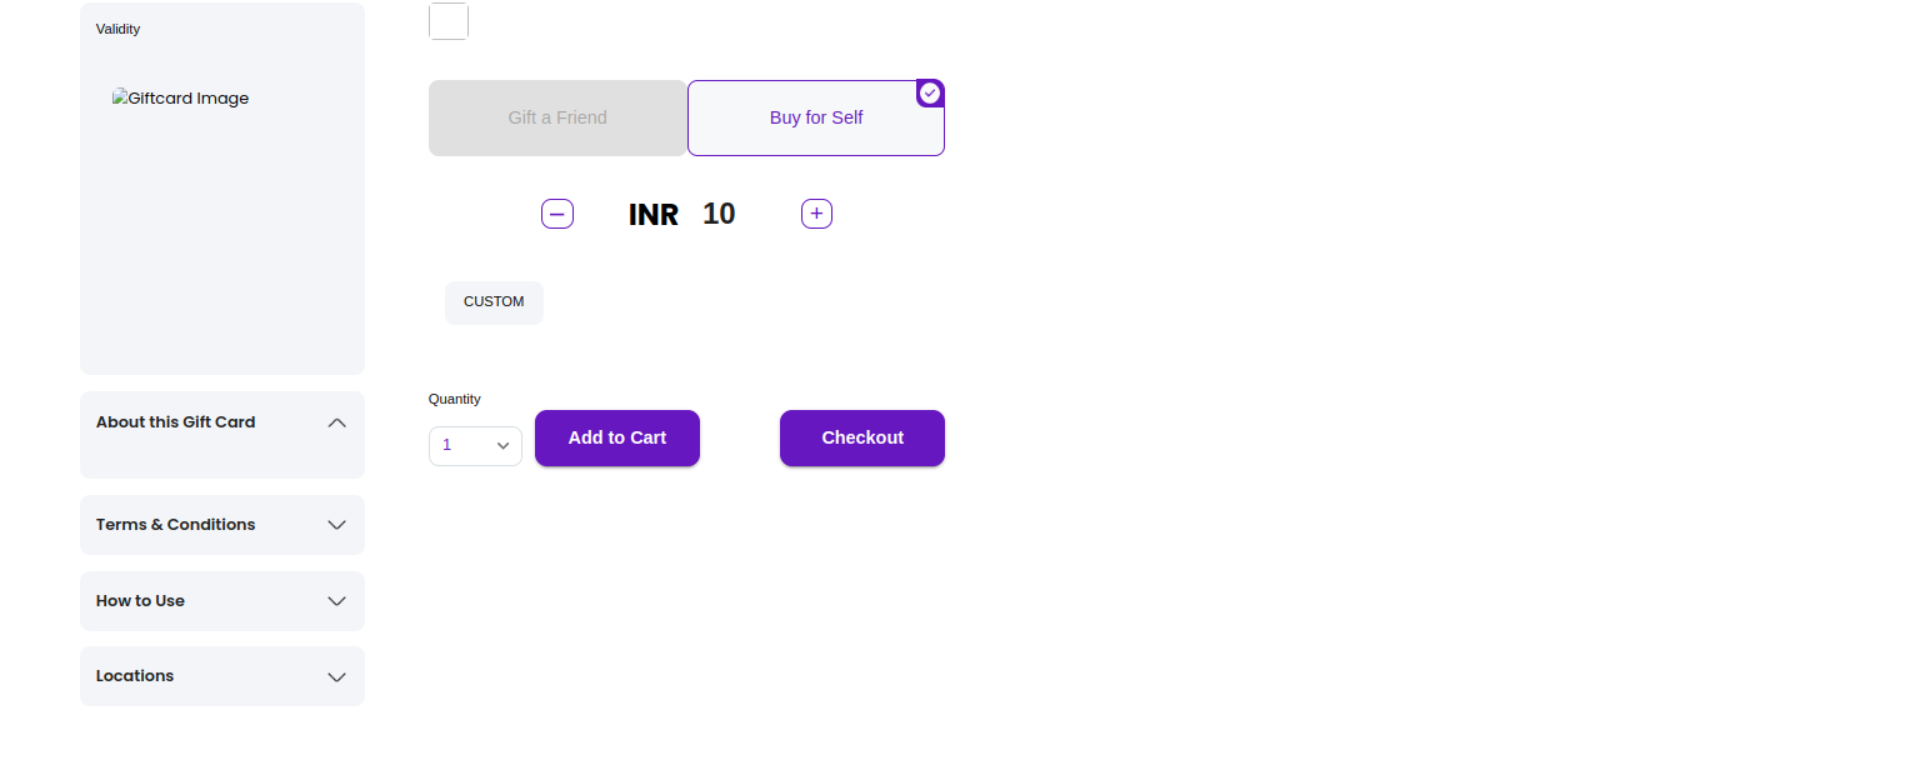 Validity
Giftcard Image
Gift a Friend
Buy for Self
INR 10
CUSTOM
Quantity
1
Add to Cart
Checkout
About this Gift Card
Terms & Conditions
How to Use
Locations